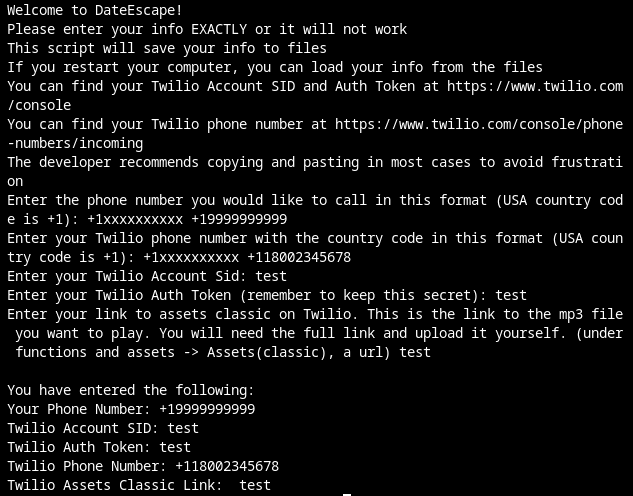 Welcome to DateEscape!
Please enter your info EXACTLY or it will not work
This script will save your info to files
If you restart your computer, you can load your info from the files
You can find your Twilio Account SID and Auth Token at https://www.twilio.com
/console
You can find your Twilio phone number at https://www.twilio.com/console/phone
-numbers/incoming
The developer recommends copying and pasting in most cases to avoid frustrati
on
Enter the phone number you would like to call in this format (USA country cod
e is +1): +1xxxxxxxxxx +19999999999
Enter your Twilio phone number with the country code in this format (USA coun
try code is +1): +1xxxxxxxxxx +118002345678
Enter your Twilio Account Sid: test
Enter your Twilio Auth Token (remember to keep this secret): test
Enter your link to assets classic on Twilio. This is the link to the mp3 file
 you want to play. You will need the full link and upload it yourself. (under
 functions and assets -> Assets(classic), a url) test

You have entered the following:
Your Phone Number: +19999999999
Twilio Account SID: test
Twilio Auth Token: test
Twilio Phone Number: +118002345678
Twilio Assets Classic Link:  test